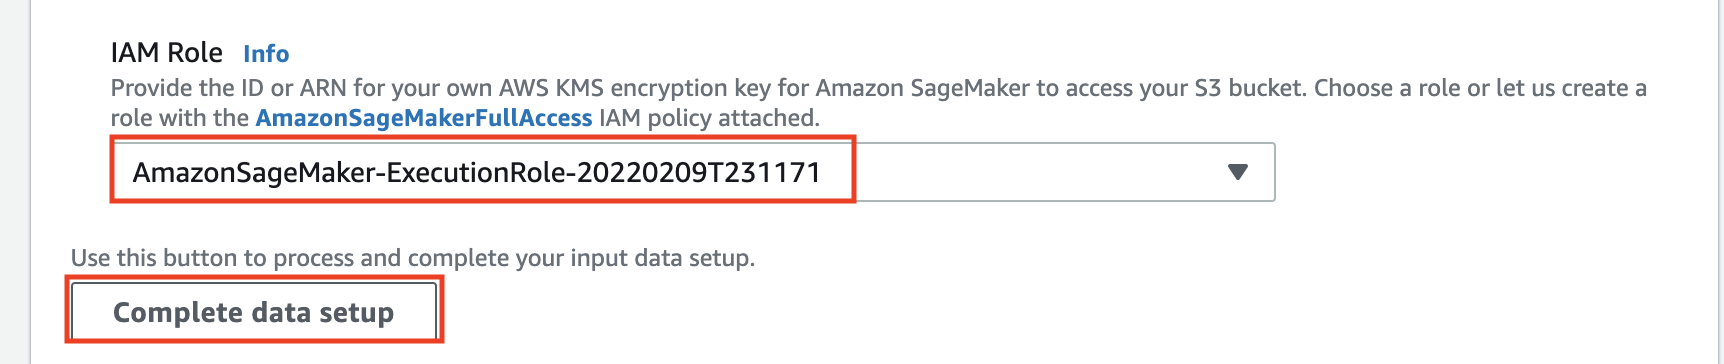 IAM Role Info
Provide the ID or ARN for your own AWS KMS encryption key for Amazon SageMaker to access your S3 bucket. Choose a role or let us create a
role with the AmazonSageMakerFullAccess IAM policy attached.
AmazonSageMaker-ExecutionRole-20220209T231171
Use this button to process and complete your input data setup.
Complete data setup